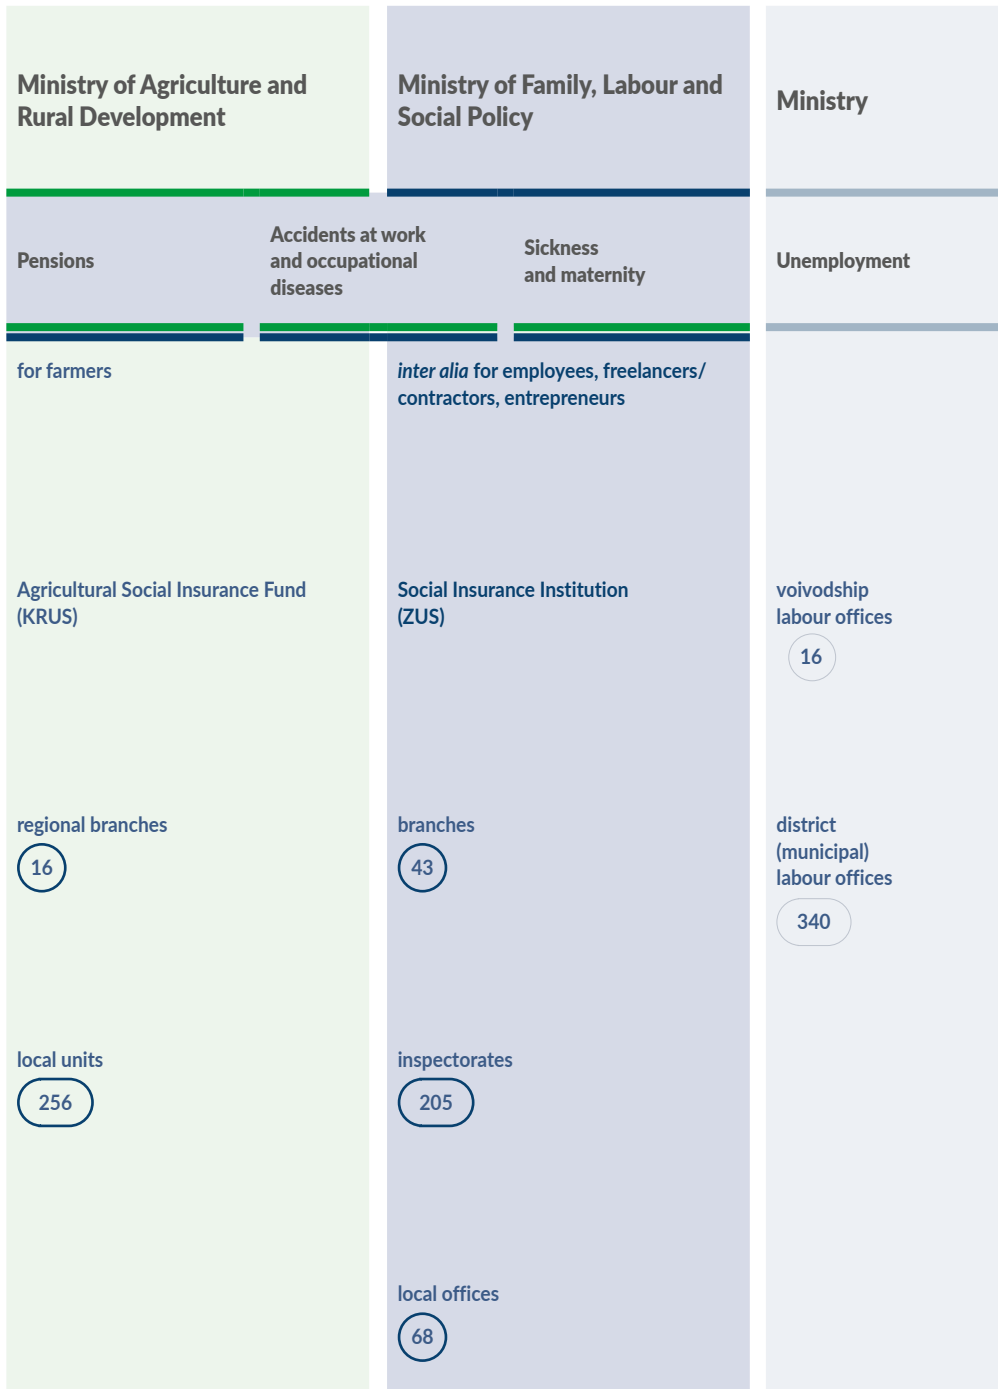 Ministry of Agriculture and
Rural Development
Ministry of Family, Labour and
Social Policy
Ministry
Pensions
Accidents at work
and occupational
diseases
Sickness
and maternity
Unemployment
for farmers
inter alia for employees, freelancers/
contractors, entrepreneurs
Agricultural Social Insurance Fund
(KRUS)
Social Insurance Institution
(ZUS)
voivodship
labour offices
16
regional branches
16
branches
43
district
(municipal)
labour offices
340
local units
256
inspectorates
205
local offices
68